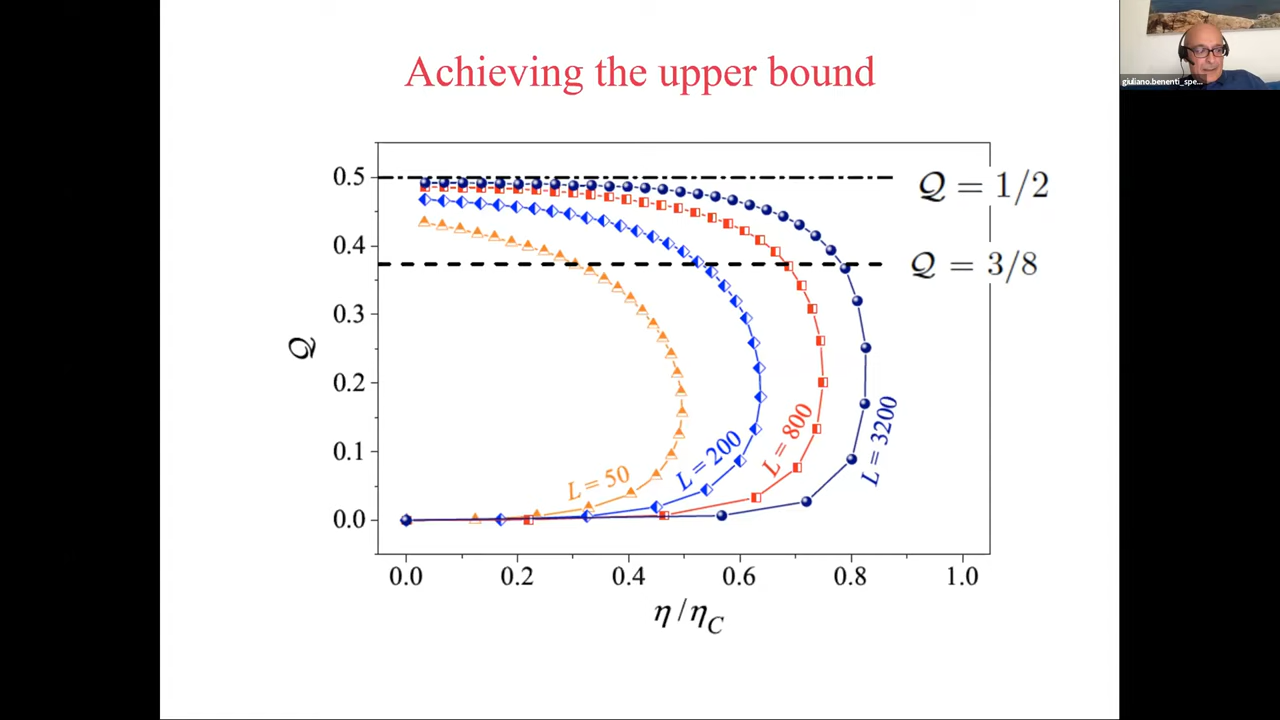 Achieving the upper bound
giuliano.benenti_spe...
0.5
𝒬 = 1/2
0.4
𝒬 = 3/8
0.3
𝒬
0.2
0.1
0.0
L = 50
L = 200
L = 800
L = 3200
0.0 0.2 0.4 0.6 0.8 1.0
η / η_C